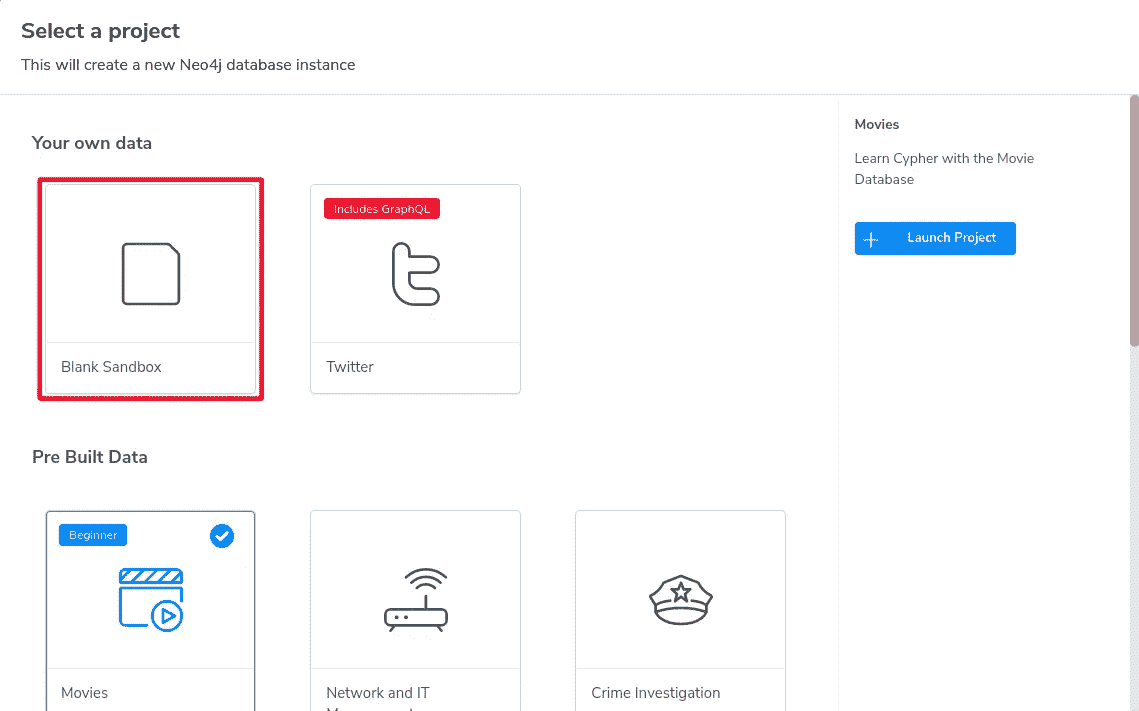 Select a project
This will create a new Neo4j database instance
Your own data
Includes GraphQL
Blank Sandbox
Twitter
Pre Built Data
Beginner
Movies
Network and IT
Crime Investigation
Movies
Learn Cypher with the Movie
Database
Launch Project